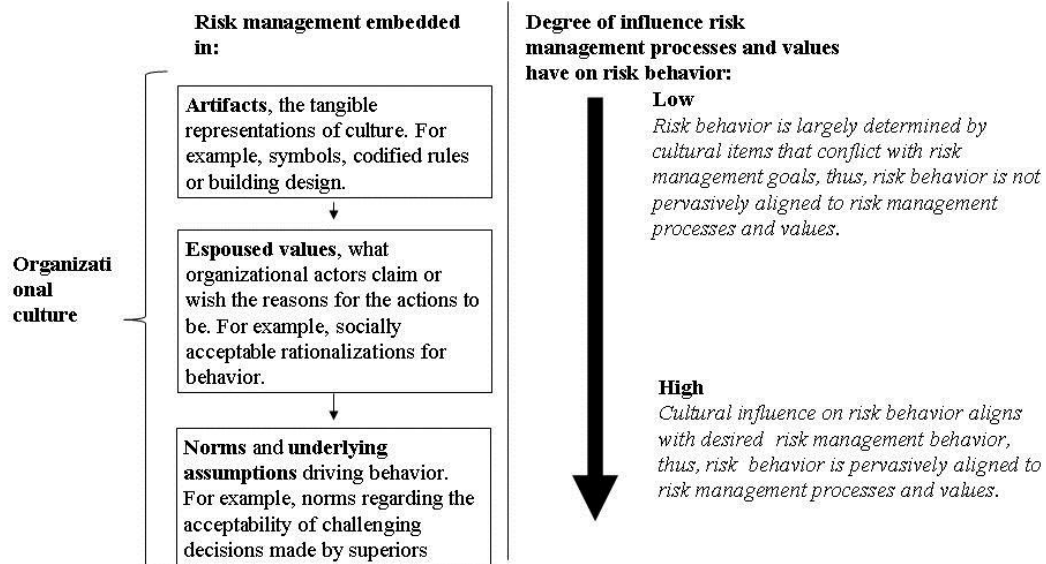 Risk management embedded
in:
Artifacts, the tangible
representations of culture. For
example, symbols, codified rules
or building design.
Espoused values, what
organizational actors claim or
wish the reasons for the actions to
be. For example, socially
acceptable rationalizations for
behavior.
Norms and underlying
assumptions driving behavior.
For example, norms regarding the
acceptability of challenging
decisions made by superiors
Organizati
onal
culture
Degree of influence risk
management processes and values
have on risk behavior:
Low
Risk behavior is largely determined by
cultural items that conflict with risk
management goals, thus, risk behavior is not
pervasively aligned to risk management
processes and values.
High
Cultural influence on risk behavior aligns
with desired risk management behavior,
thus, risk behavior is pervasively aligned to
risk management processes and values.